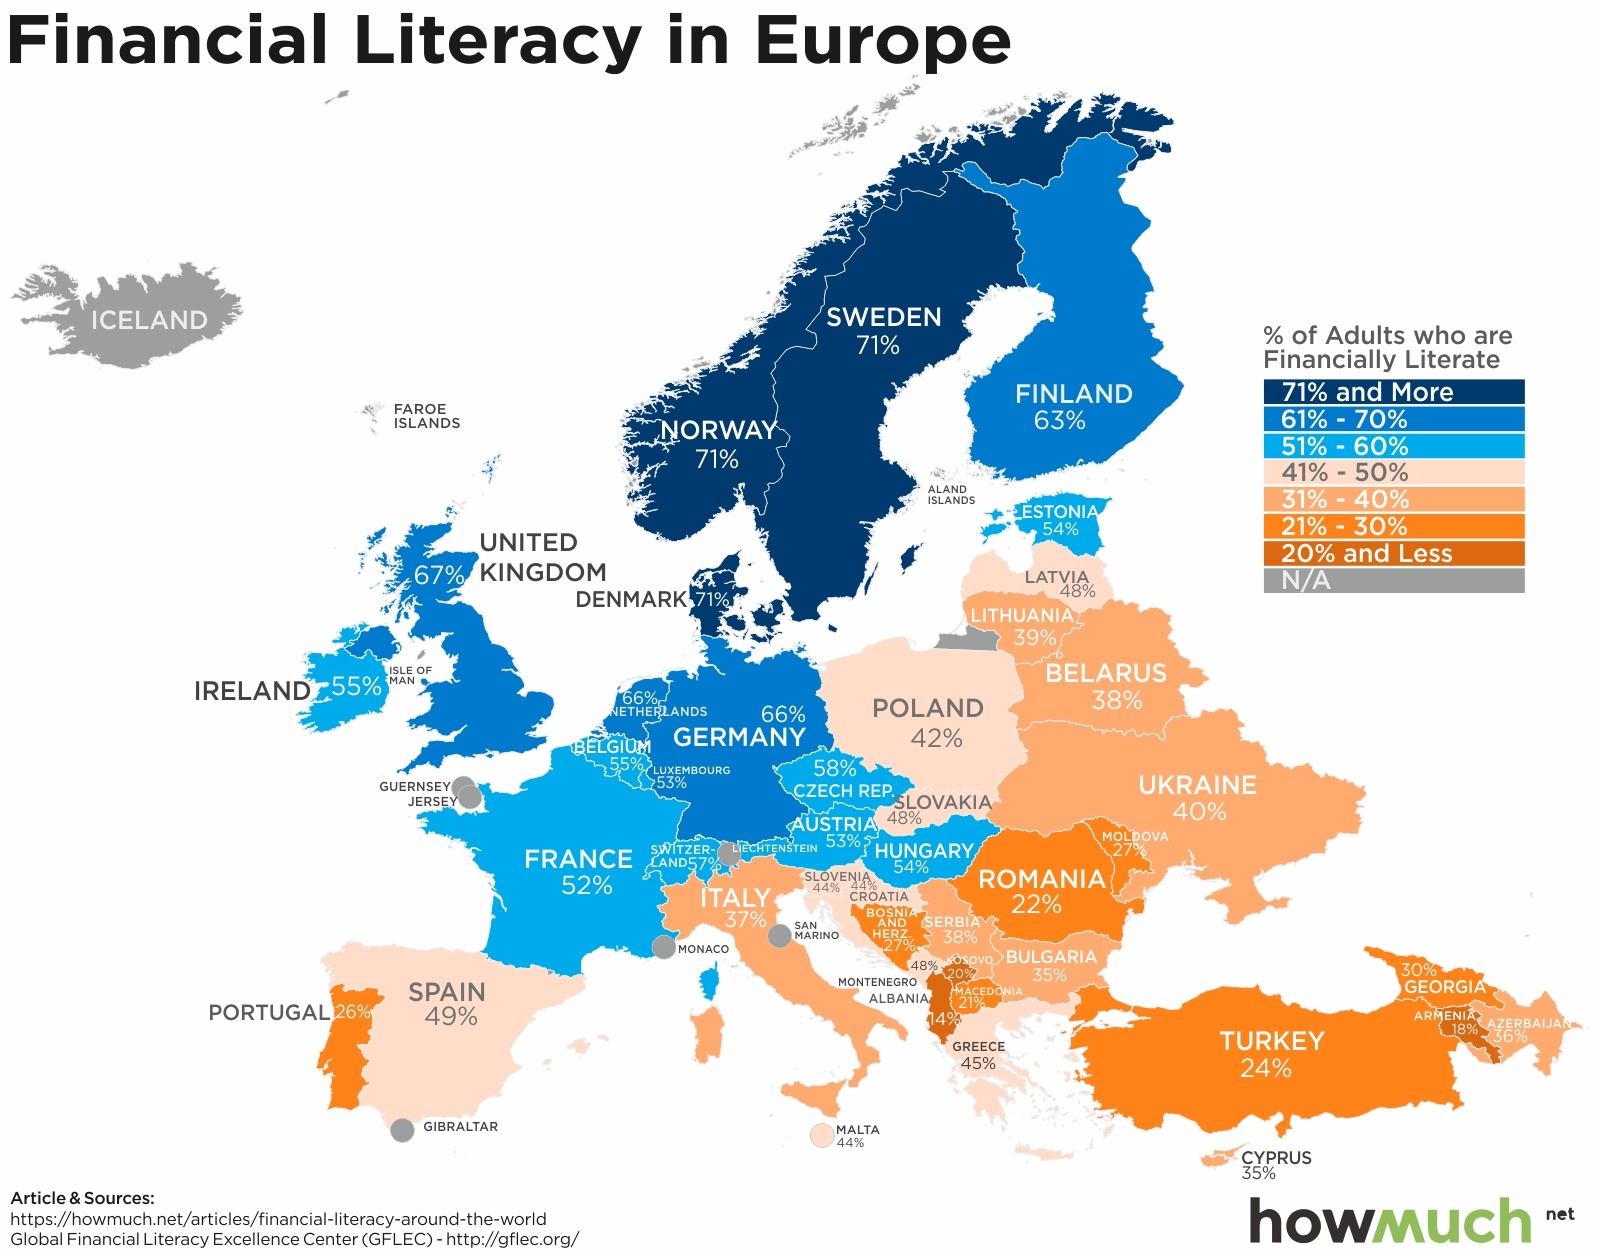 Financial Literacy in Europe
ICELAND
FAROE
ISLANDS
SWEDEN
71%
FINLAND
63%
NORWAY
71%
% of Adults who are
Financially Literate
71% and More
61% - 70%
51% - 60%
41% - 50%
31% - 40%
21% - 30%
20% and Less
N/A
ALAND
ISLANDS
ESTONIA
54%
LATVIA
48%
LITHUANIA
39%
BELARUS
38%
UNITED
KINGDOM
67%
DENMARK
71%
IRELAND
55%
ISLE OF
MAN
66%
NETHERLANDS
66%
GERMANY
POLAND
42%
BELGIUM
55%
LUXEMBOURG
53%
58%
CZECH REP.
SLOVAKIA
48%
UKRAINE
40%
GUERNSEY
JERSEY
AUSTRIA
53%
HUNGARY
54%
MOLDOVA
27%
FRANCE
52%
SWITZER-
LAND 57%
LIECHTENSTEIN
ROMANIA
22%
ITALY
37%
SLOVENIA
44%
44%
CROATIA
BOSNIA
AND
HERZ.
27%
SERBIA
38%
SAN
MARINO
MONACO
BULGARIA
35%
48%
MONTENEGRO
KOSOVO
20%
MACEDONIA
21%
ALBANIA
14%
SPAIN
49%
PORTUGAL
26%
GREECE
45%
TURKEY
24%
30%
GEORGIA
ARMENIA
18%
AZERBAIJAN
36%
GIBRALTAR
MALTA
44%
CYPRUS
35%
Article & Sources:
https://howmuch.net/articles/financial-literacy-around-the-world
Global Financial Literacy Excellence Center (GFLEC) - http://gflec.org/
howmuch net